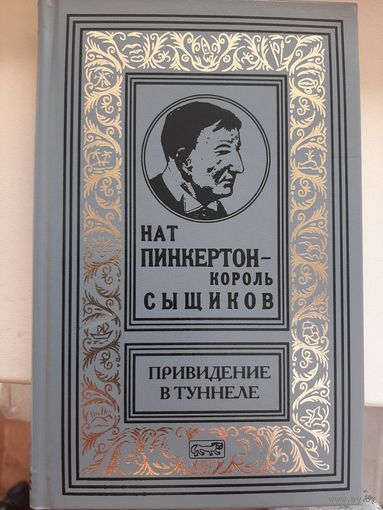 НАТ
ПИНКЕРТОН-
КОРОЛЬ
СЫЩИКОВ
ПРИВИДЕНИЕ
В ТУННЕЛЕ